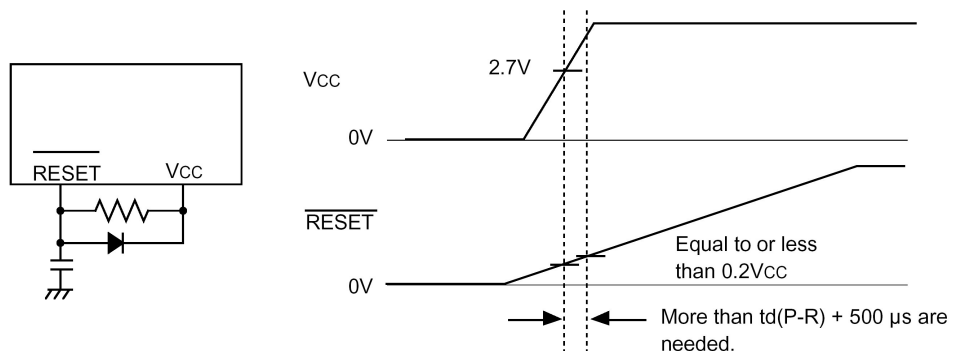 RESET
VCC
VCC
2.7V
0V
RESET
0V
Equal to or less
than 0.2VCC
More than td(P-R) + 500 µs are
needed.